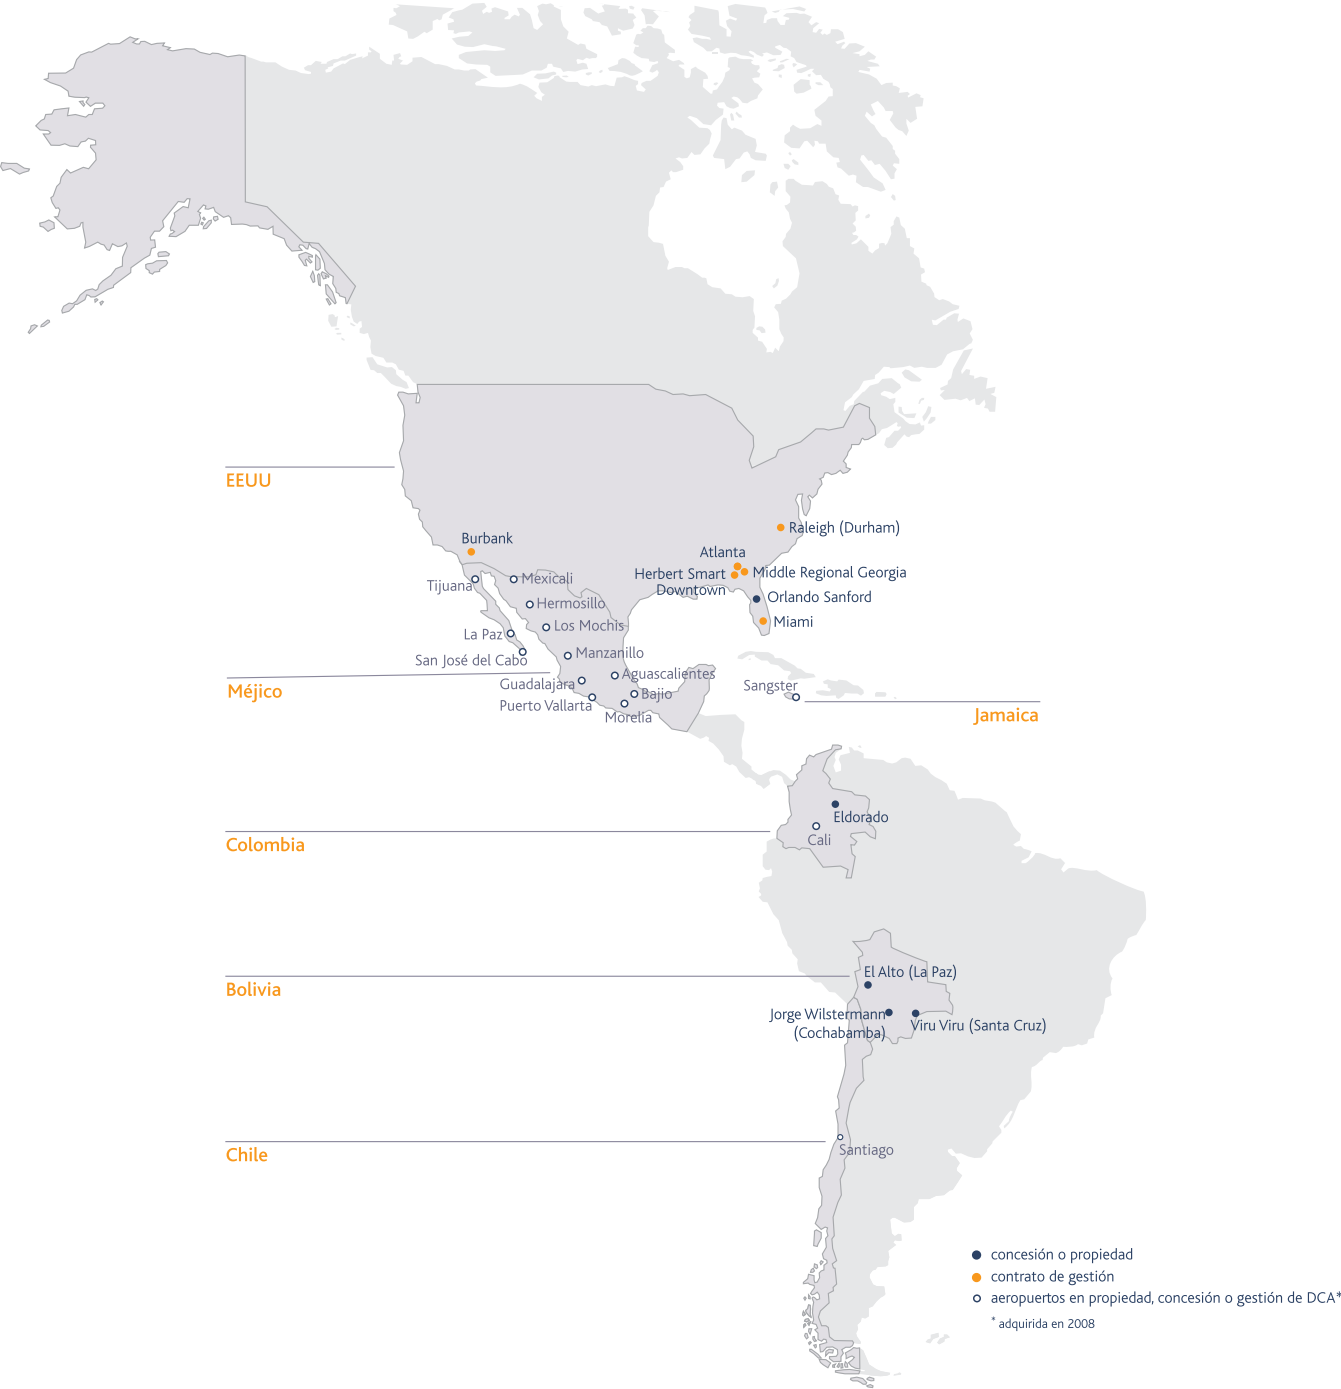 EEUU
Raleigh (Durham)
Burbank
Atlanta
Herbert Smart
Downtown
Middle Regional Georgia
Orlando Sanford
Miami
Tijuana
Mexicali
Hermosillo
Los Mochis
La Paz
San José del Cabo
Manzanillo
Aguascalientes
Guadalajara
Bajio
Puerto Vallarta
Morelia
Méjico
Sangster
Jamaica
Eldorado
Cali
Colombia
El Alto (La Paz)
Bolivia
Jorge Wilstermann
(Cochabamba)
Viru Viru (Santa Cruz)
Santiago
Chile
concesión o propiedad
contrato de gestión
aeropuertos en propiedad, concesión o gestión de DCA*
* adquirida en 2008